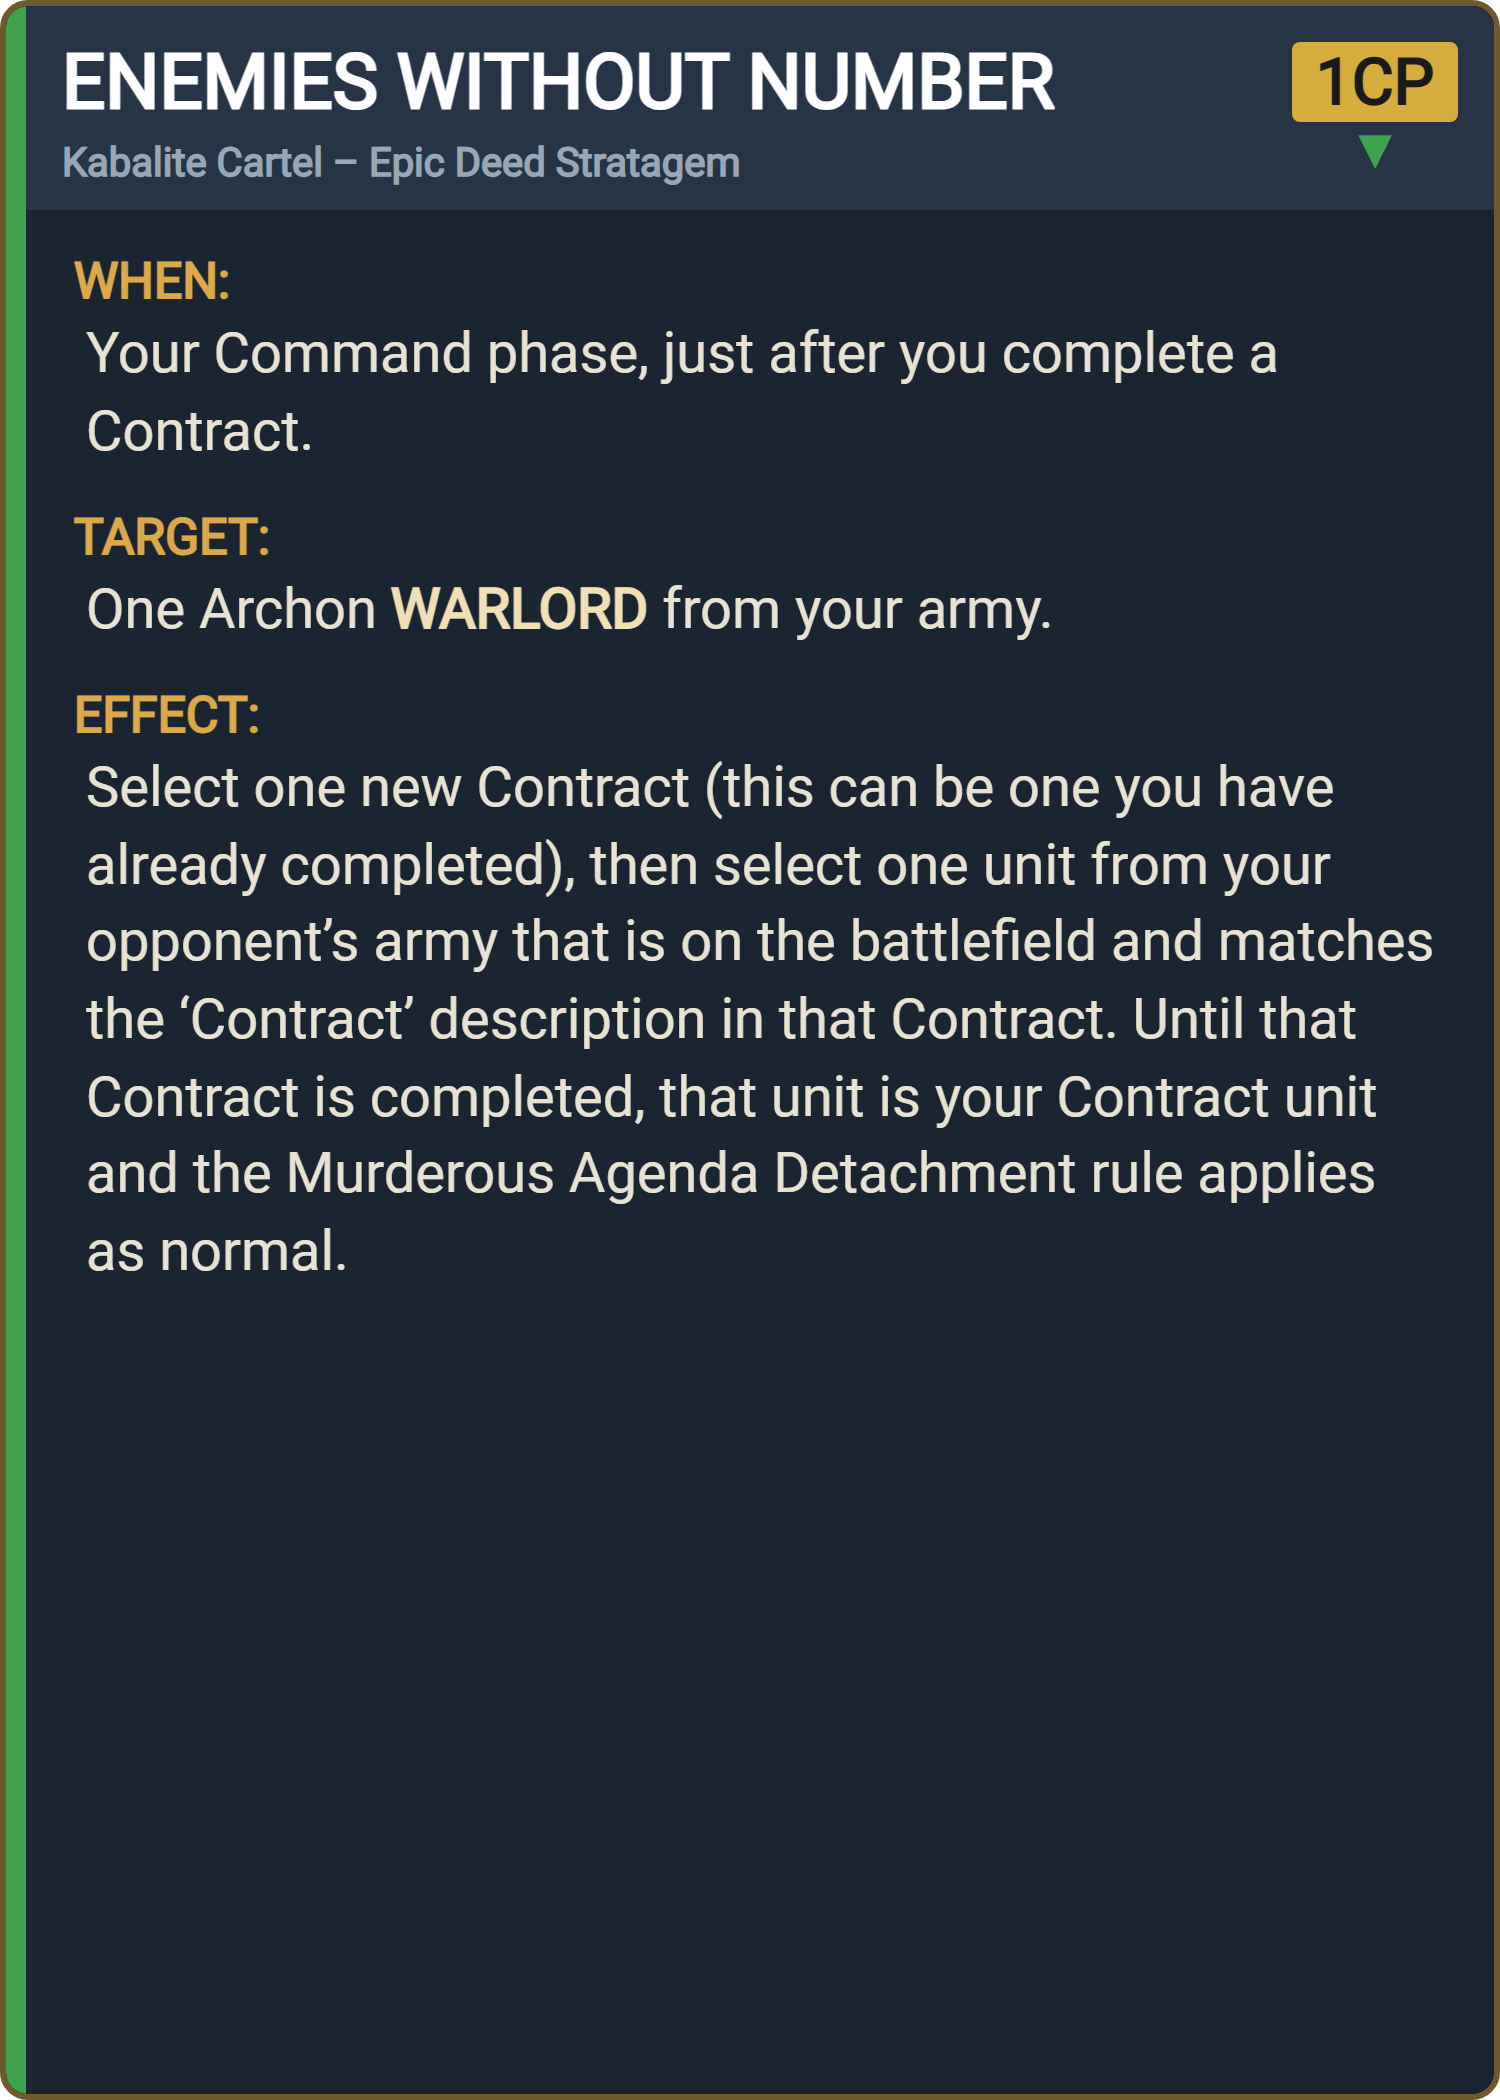 ENEMIES WITHOUT NUMBER
1CP
Kabalite Cartel – Epic Deed Stratagem
WHEN:
Your Command phase, just after you complete a
Contract.
TARGET:
One Archon WARLORD from your army.
EFFECT:
Select one new Contract (this can be one you have
already completed), then select one unit from your
opponent’s army that is on the battlefield and matches
the ‘Contract’ description in that Contract. Until that
Contract is completed, that unit is your Contract unit
and the Murderous Agenda Detachment rule applies
as normal.